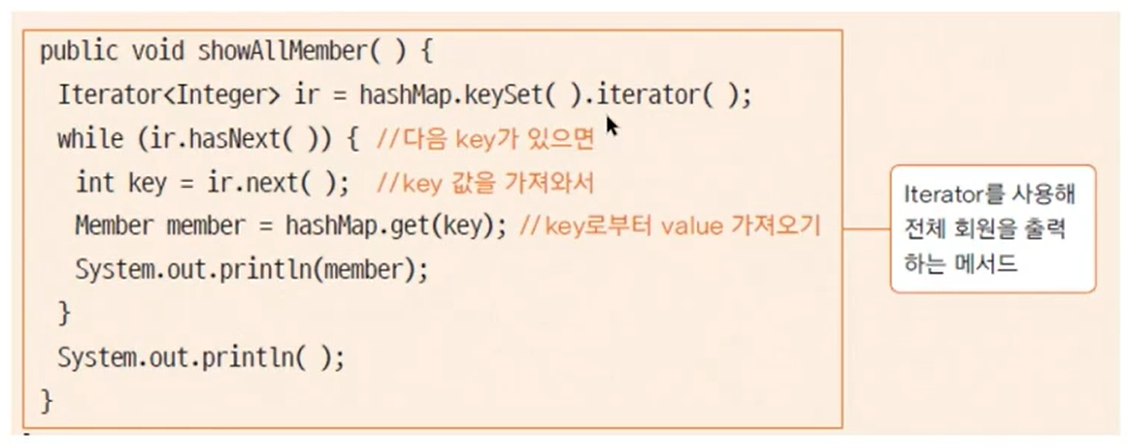 public void showAllMember( ) {
Iterator<Integer> ir = hashMap.keySet( ).iterator( );
while (ir.hasNext( )) { //다음 key가 있으면
int key = ir.next( ); //key 값을 가져와서
Member member = hashMap.get(key); //key로부터 value 가져오기
System.out.println(member);
}
System.out.println( );
}
Iterator를 사용해
전체 회원을 출력
하는 메서드